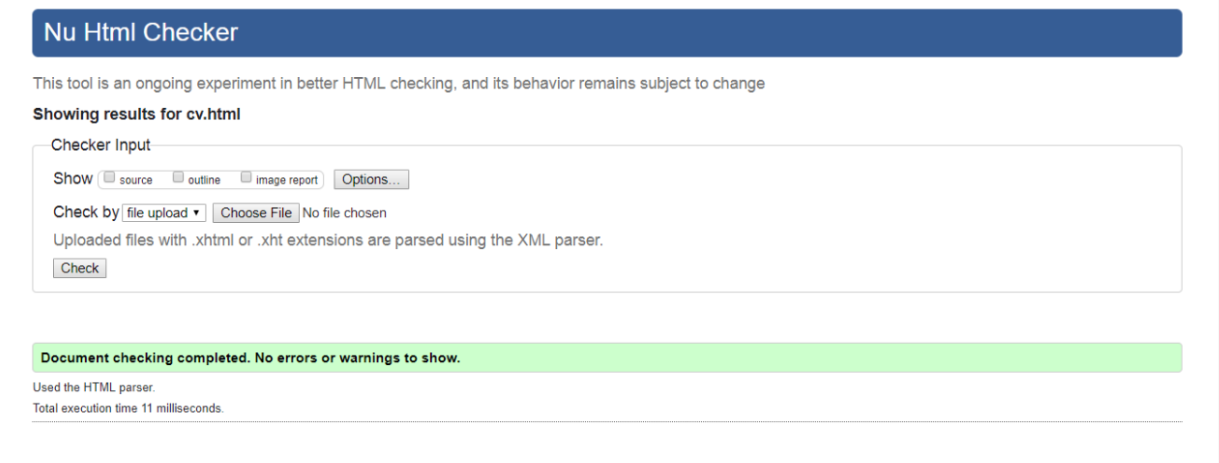 Nu Html Checker
This tool is an ongoing experiment in better HTML checking, and its behavior remains subject to change
Showing results for cv.html
Checker Input
Show source outline image report Options...
Check by file upload Choose File No file chosen
Uploaded files with .xhtml or .xht extensions are parsed using the XML parser.
Check
Document checking completed. No errors or warnings to show.
Used the HTML parser.
Total execution time 11 milliseconds.